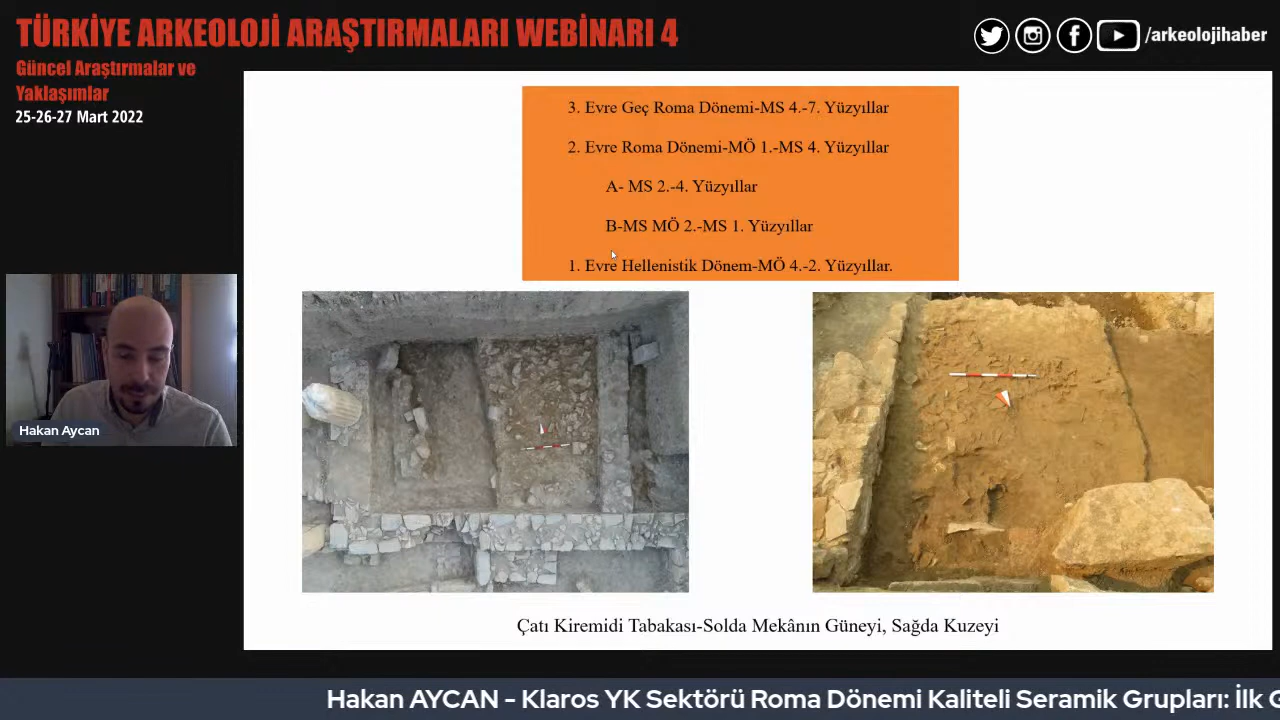 TÜRKİYE ARKEOLOJİ ARAŞTIRMALARI WEBİNARI 4
Güncel Araştırmalar ve
Yaklaşımlar
25-26-27 Mart 2022
/arkeolojihaber
3. Evre Geç Roma Dönemi-MS 4.-7. Yüzyıllar
2. Evre Roma Dönemi-MÖ 1.-MS 4. Yüzyıllar
A- MS 2.-4. Yüzyıllar
B-MS MÖ 2.-MS 1. Yüzyıllar
1. Evre Hellenistik Dönem-MÖ 4.-2. Yüzyıllar.
Hakan Aycan
Çatı Kiremidi Tabakası-Solda Mekânın Güneyi, Sağda Kuzeyi
Hakan AYCAN - Klaros YK Sektörü Roma Dönemi Kaliteli Seramik Grupları: İlk